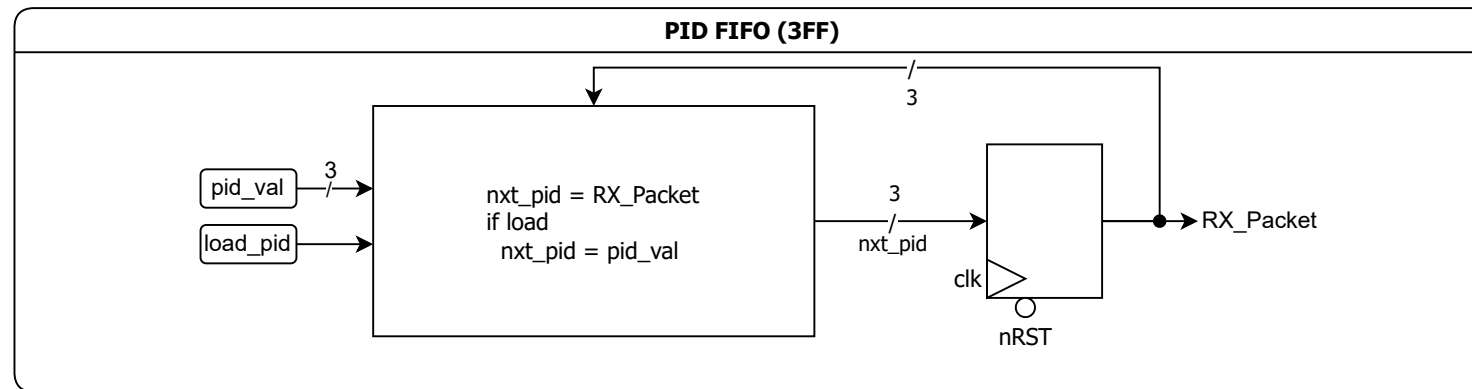 PID FIFO (3FF)
3
pid_val
3
load_pid
nxt_pid = RX_Packet
if load
nxt_pid = pid_val
3
nxt_pid
clk
nRST
RX_Packet